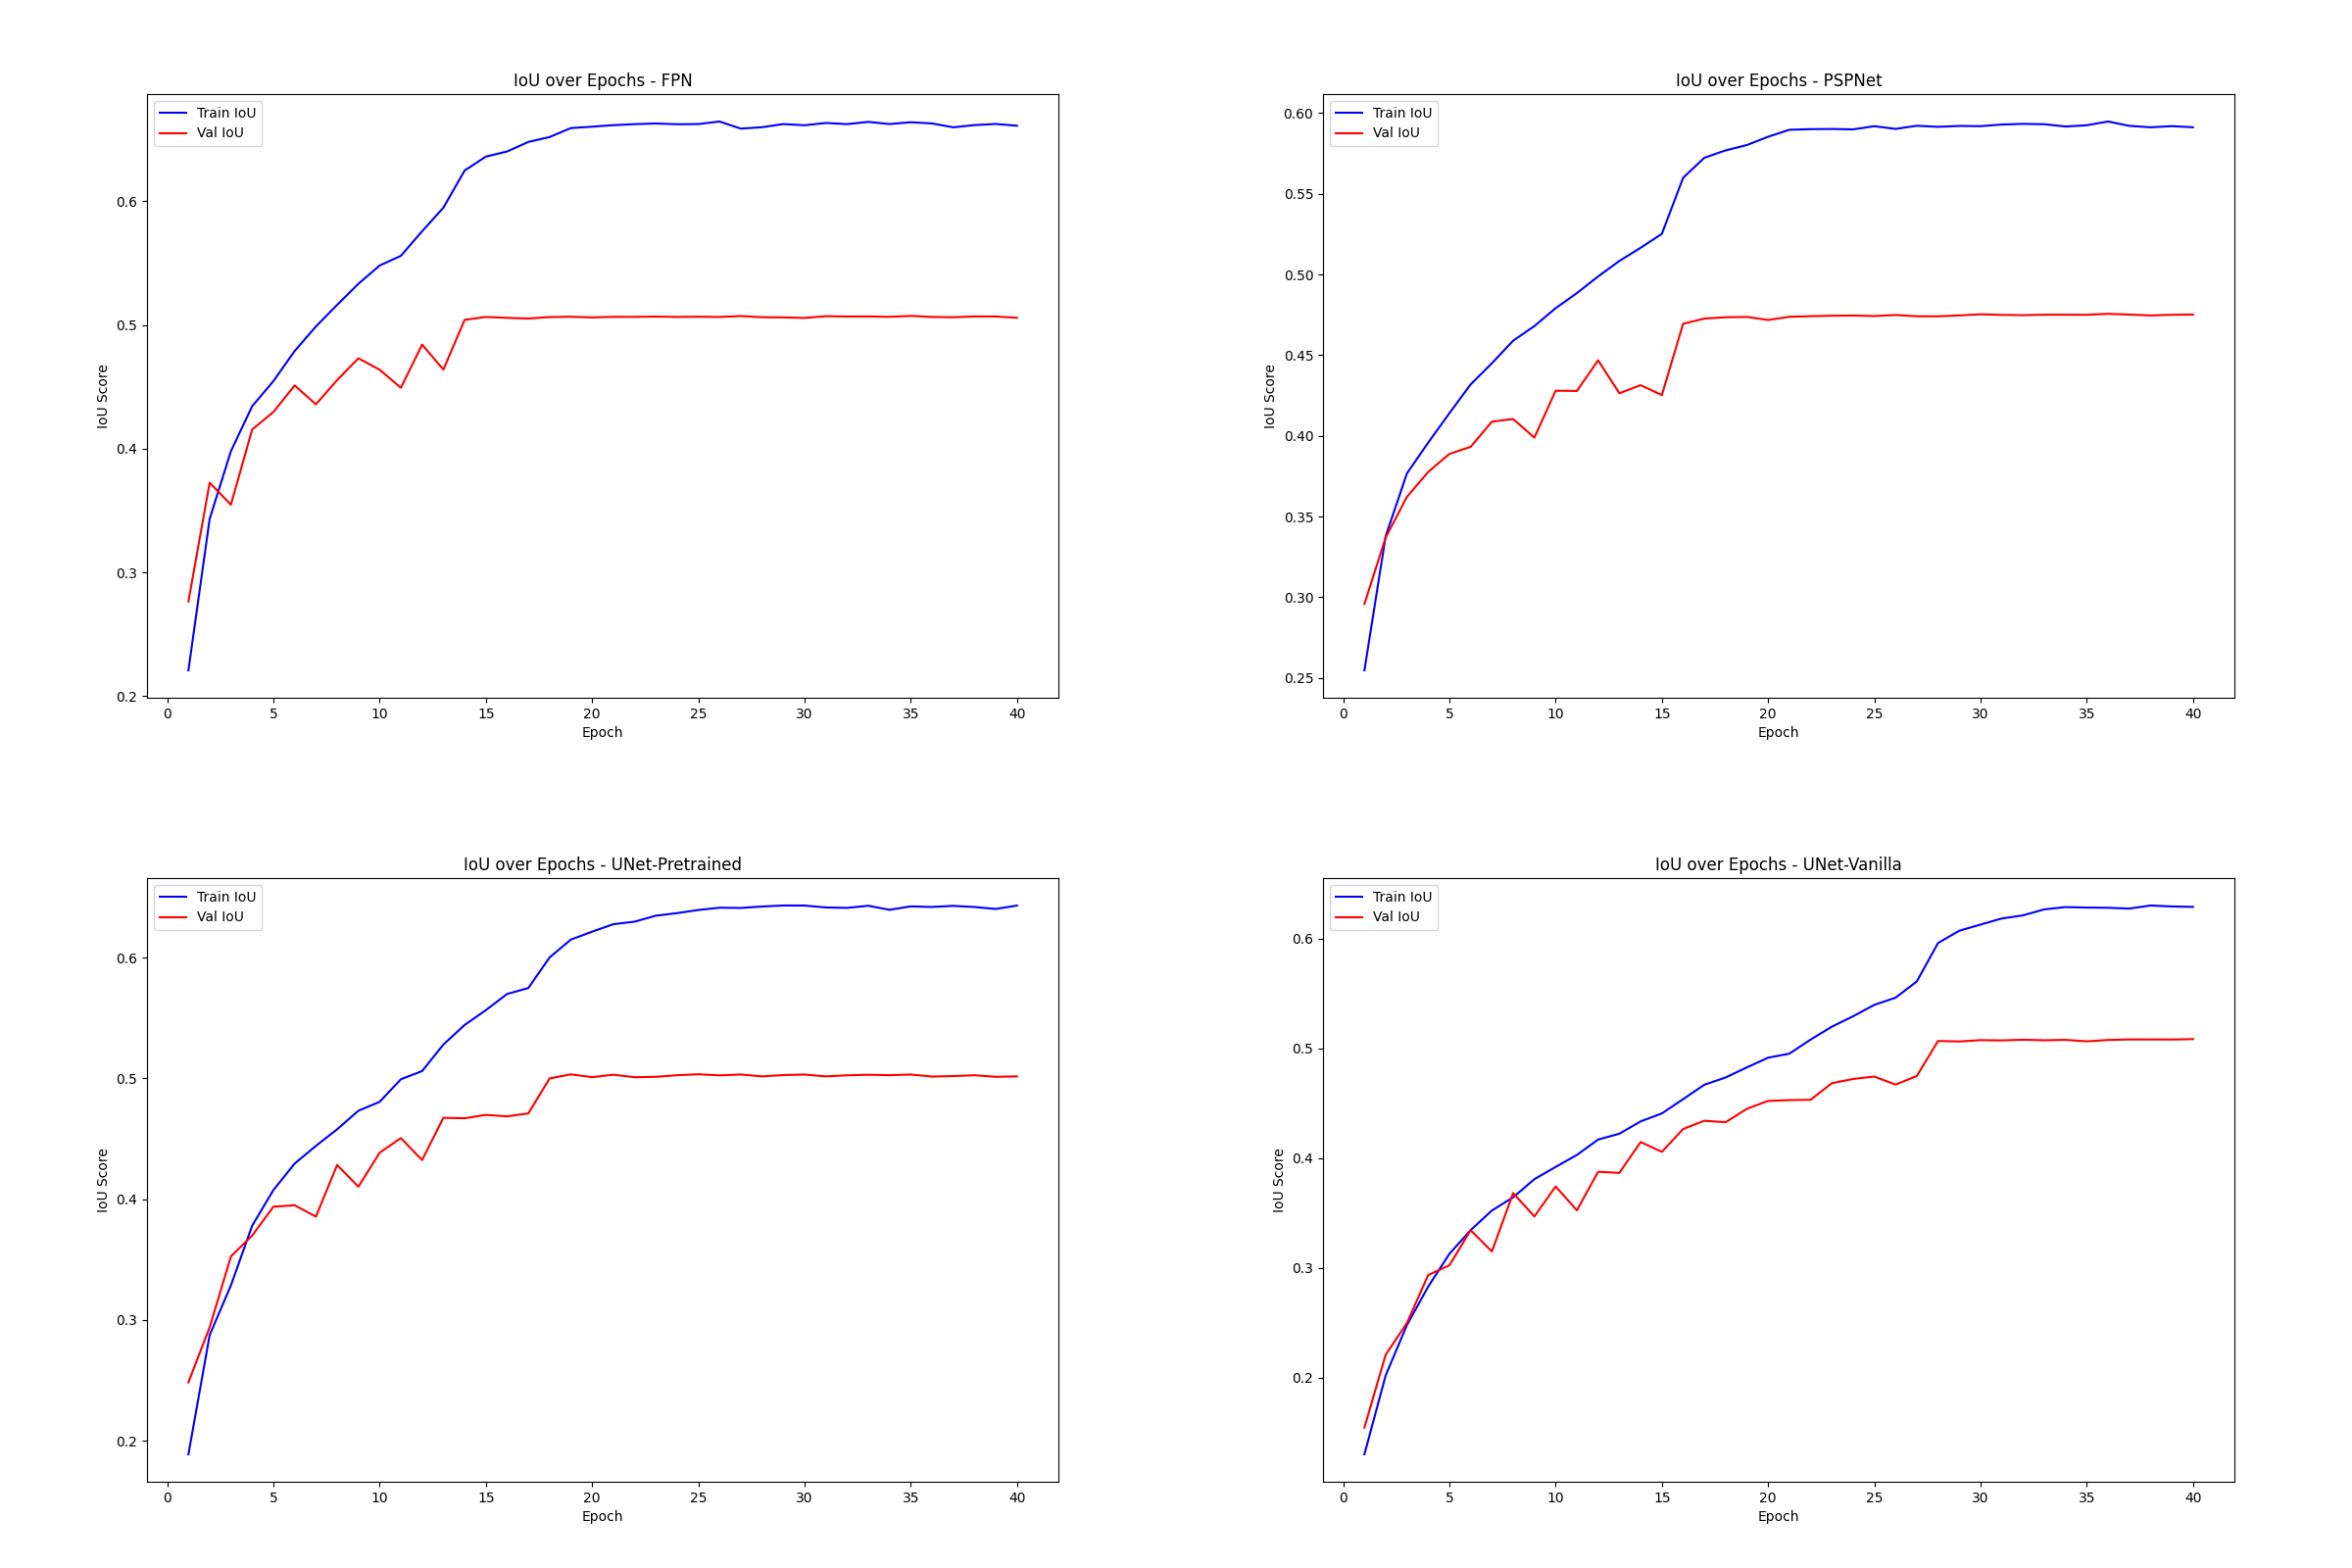 IoU over Epochs - FPN
Train IoU
Val IoU
0.6
0.5
0.4
0.3
0.2
IoU Score
0 5 10 15 20 25 30 35 40
Epoch
IoU over Epochs - PSPNet
Train IoU
Val IoU
0.60
0.55
0.50
0.45
0.40
0.35
0.30
0.25
IoU Score
0 5 10 15 20 25 30 35 40
Epoch
IoU over Epochs - UNet-Pretrained
Train IoU
Val IoU
0.6
0.5
0.4
0.3
0.2
IoU Score
0 5 10 15 20 25 30 35 40
Epoch
IoU over Epochs - UNet-Vanilla
Train IoU
Val IoU
0.6
0.5
0.4
0.3
0.2
IoU Score
0 5 10 15 20 25 30 35 40
Epoch